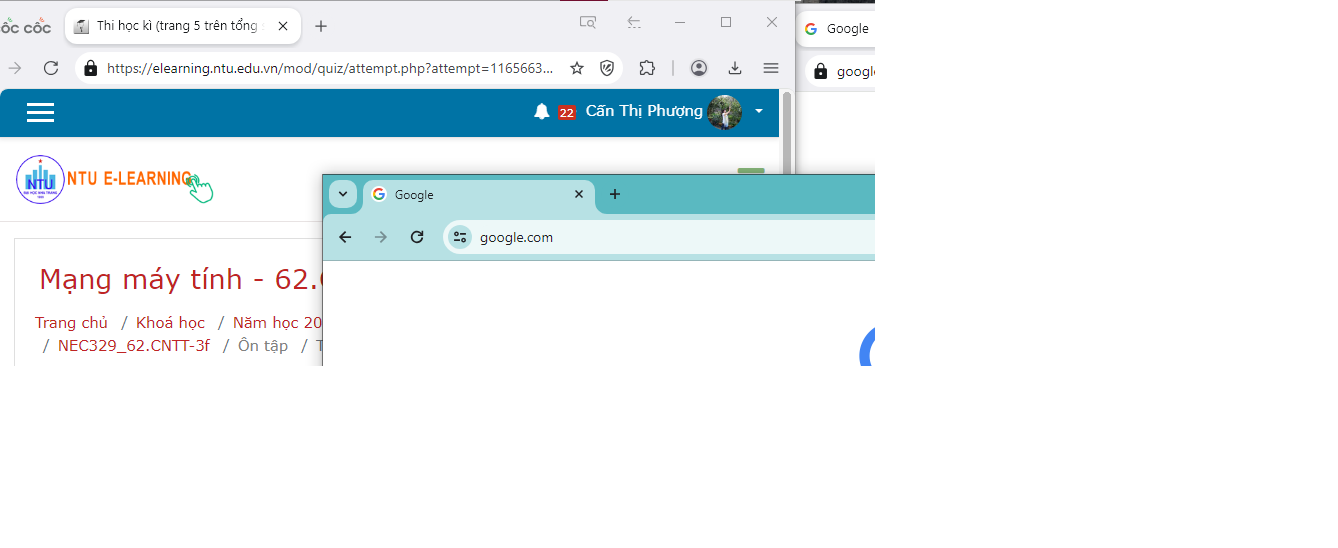 ốc cốc
Thi học kì (trang 5 trên tổng
Google
https://elearning.ntu.edu.vn/mod/quiz/attempt.php?attempt=1165663...
google
22
Cấn Thị Phượng
NTU
NTU E-LEARNING
Google
google.com
Mạng máy tính - 62.
Trang chủ / Khoá học / Năm học 20
/ NEC329_62.CNTT-3f / Ôn tập / T